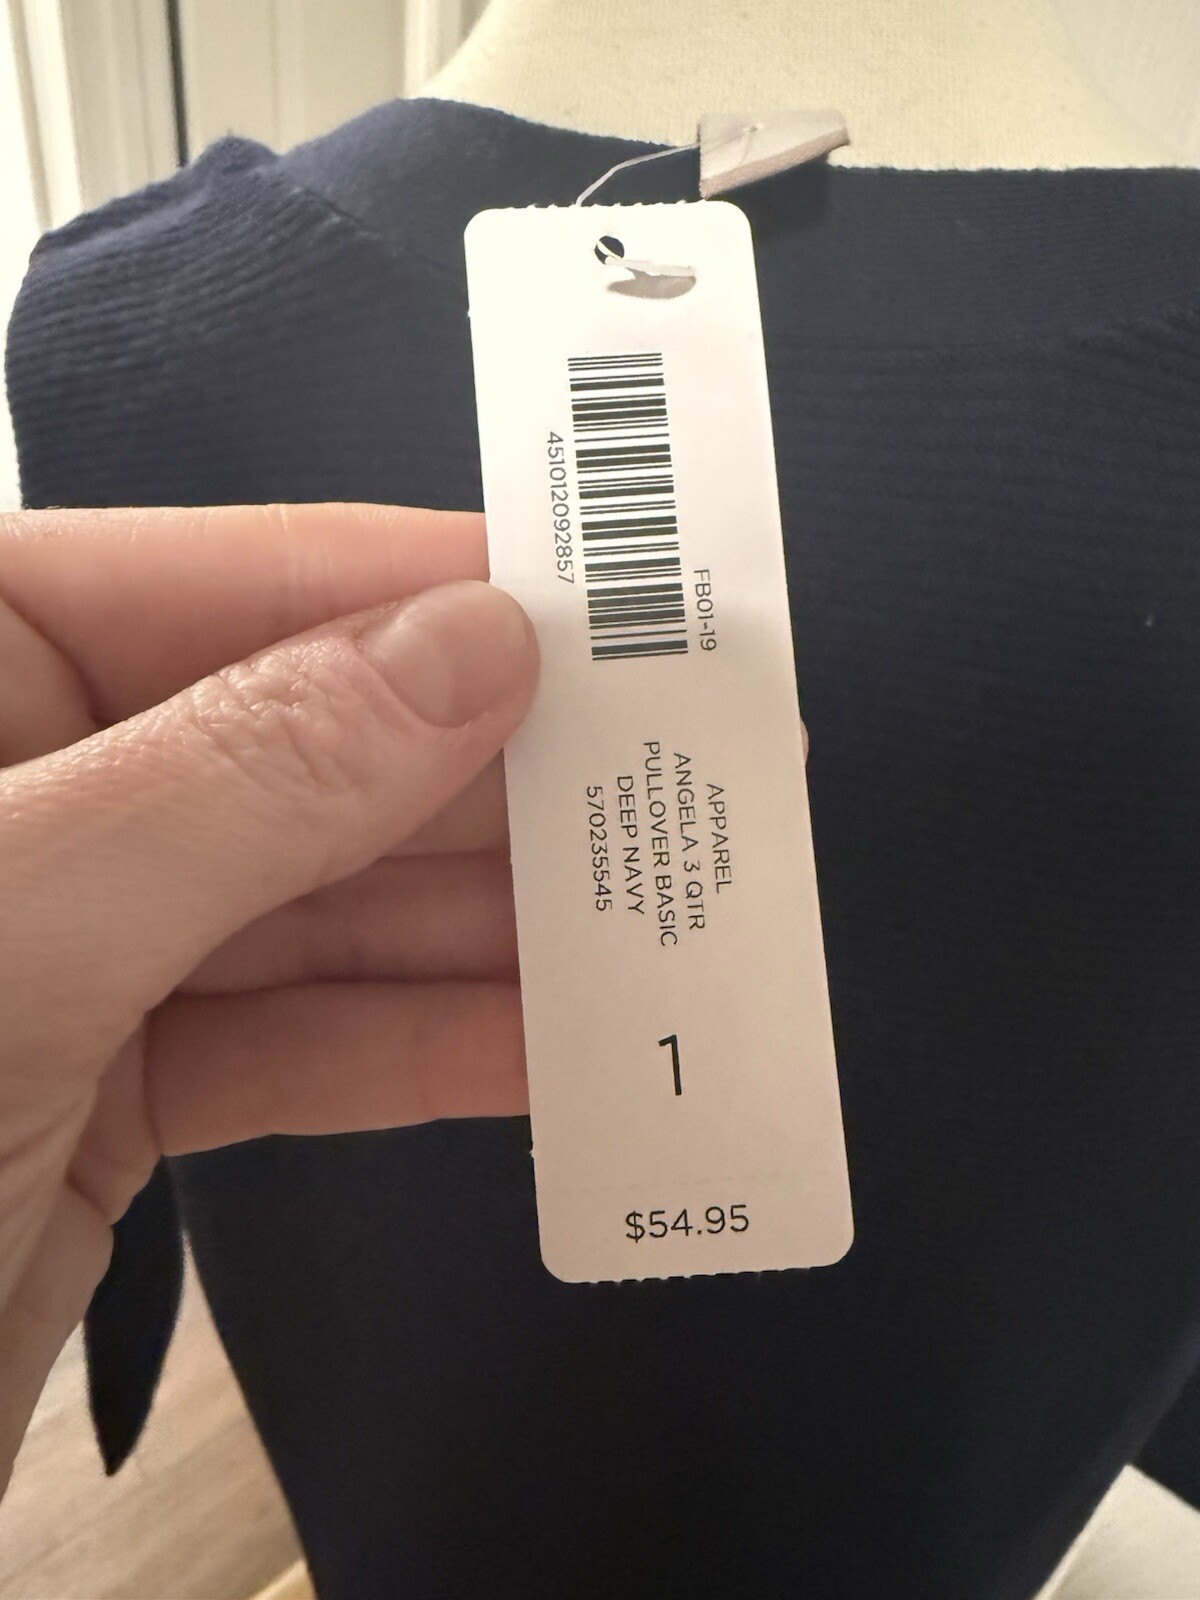 451012092857
FB01-19
APPAREL
ANGELA 3 QTR
PULLOVER BASIC
DEEP NAVY
570235545
1
$54.95